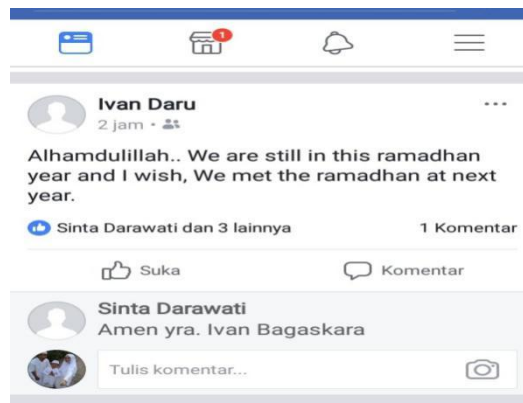 1
Ivan Daru
2 jam
Alhamdulillah.. We are still in this ramadhan
year and I wish, We met the ramadhan at next
year.
Sinta Darawati dan 3 lainnya 1 Komentar
Suka Komentar
Sinta Darawati
Amen yra. Ivan Bagaskara
Tulis komentar...